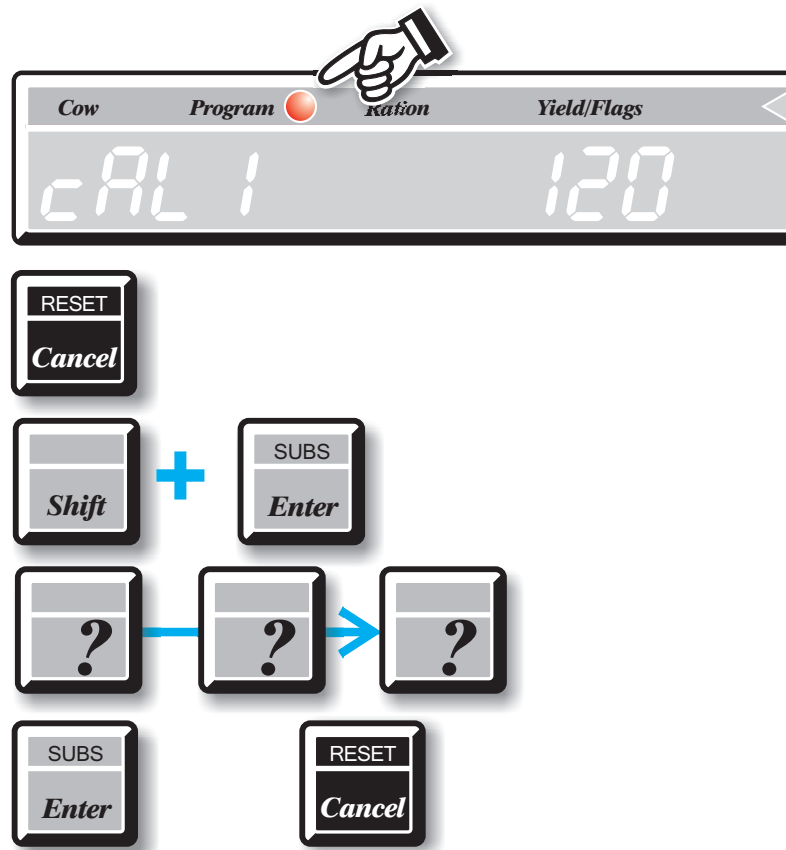 Cow Program Ration Yield/Flags
cAL 1 120
RESET
Cancel
Shift + SUBS
Enter
? ? ?
SUBS RESET
Enter Cancel